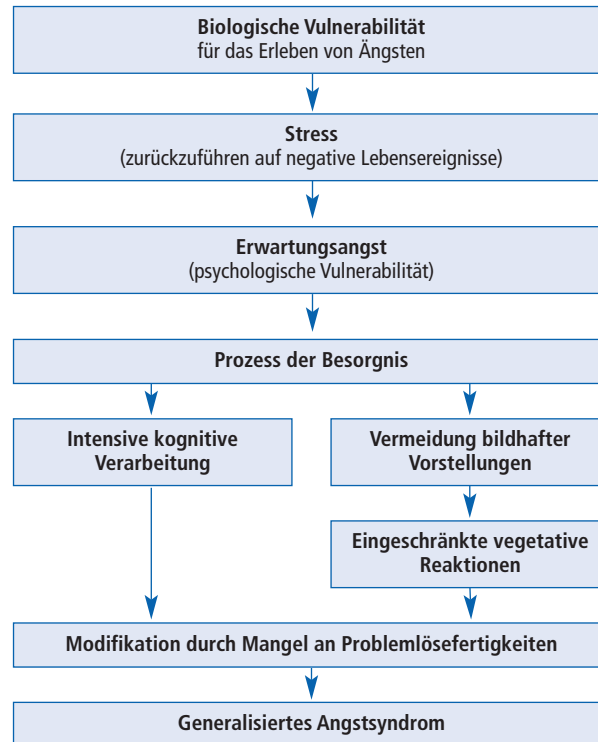 Biologische Vulnerabilität
für das Erleben von Ängsten
Stress
(zurückzuführen auf negative Lebensereignisse)
Erwartungsangst
(psychologische Vulnerabilität)
Prozess der Besorgnis
Intensive kognitive
Verarbeitung
Vermeidung bildhafter
Vorstellungen
Eingeschränkte vegetative
Reaktionen
Modifikation durch Mangel an Problemlösefertigkeiten
Generalisiertes Angstsyndrom